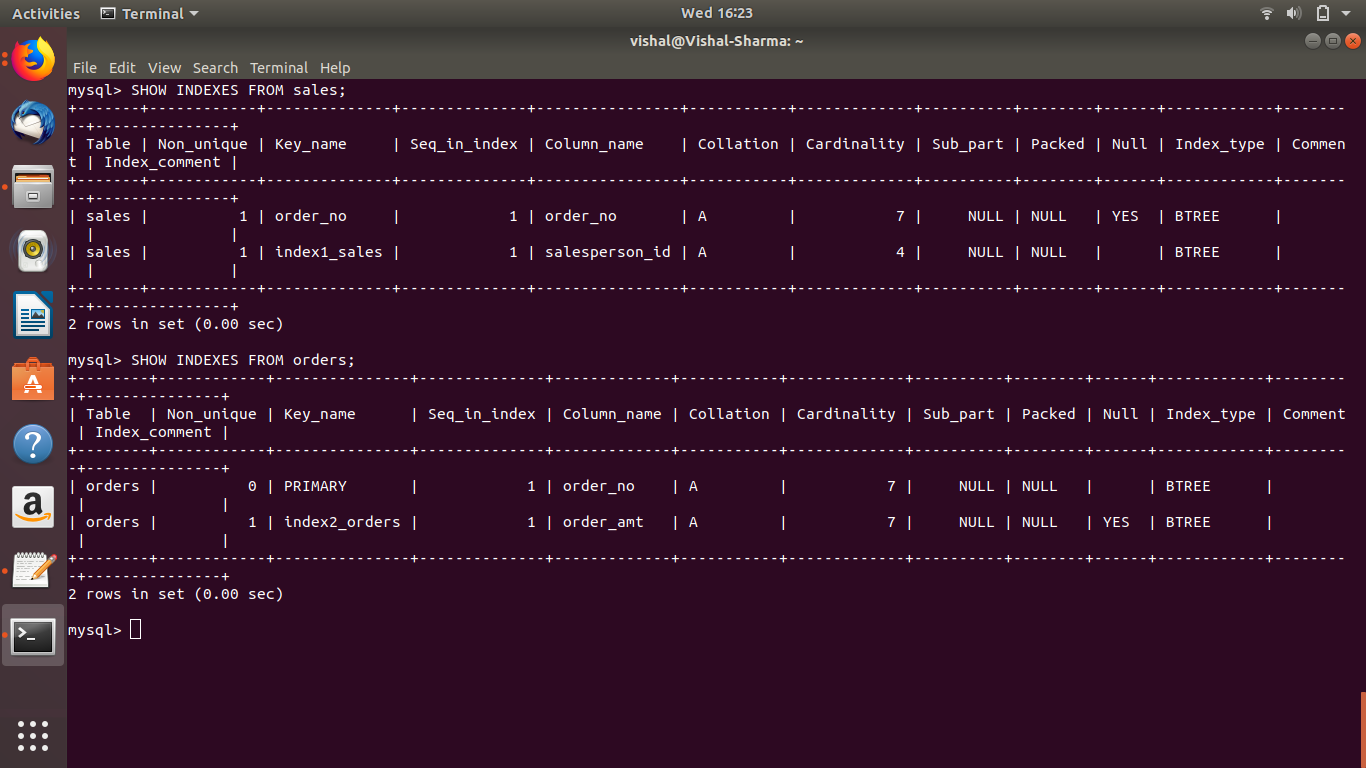 Activities Terminal Wed 16:23
vishal@Vishal-Sharma: ~
File Edit View Search Terminal Help
mysql> SHOW INDEXES FROM sales;
+-------+------------+--------------+--------------+----------------+-----------+-------------+----------+--------+------+------------+-------
--+---------------+
| Table | Non_unique | Key_name     | Seq_in_index | Column_name    | Collation | Cardinality | Sub_part | Packed | Null | Index_type | Commen
t | Index_comment |
+-------+------------+--------------+--------------+----------------+-----------+-------------+----------+--------+------+------------+-------
--+---------------+
| sales |          1 | order_no     |            1 | order_no       | A         |           7 |     NULL | NULL   | YES  | BTREE      |
  |               |
| sales |          1 | index1_sales |            1 | salesperson_id | A         |           4 |     NULL | NULL   |      | BTREE      |
  |               |
+-------+------------+--------------+--------------+----------------+-----------+-------------+----------+--------+------+------------+-------
--+---------------+
2 rows in set (0.00 sec)
mysql> SHOW INDEXES FROM orders;
+--------+------------+---------------+--------------+-------------+-----------+-------------+----------+--------+------+------------+--------
-+---------------+
| Table  | Non_unique | Key_name      | Seq_in_index | Column_name | Collation | Cardinality | Sub_part | Packed | Null | Index_type | Comment
 | Index_comment |
+--------+------------+---------------+--------------+-------------+-----------+-------------+----------+--------+------+------------+--------
-+---------------+
| orders |          0 | PRIMARY       |            1 | order_no    | A         |           7 |     NULL | NULL   |      | BTREE      |
 |               |
| orders |          1 | index2_orders |            1 | order_amt   | A         |           7 |     NULL | NULL   | YES  | BTREE      |
 |               |
+--------+------------+---------------+--------------+-------------+-----------+-------------+----------+--------+------+------------+--------
-+---------------+
2 rows in set (0.00 sec)
mysql>